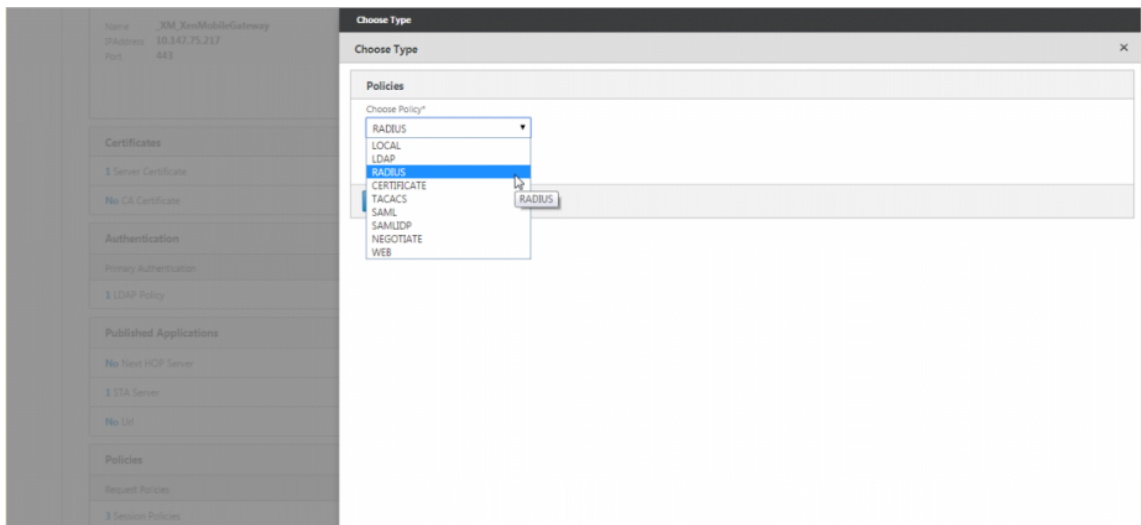 Name _XM_XenMobileGateway
IPAddress 10.147.75.217
Port 443
Certificates
1 Server Certificate
No CA Certificate
Authentication
Primary Authentication
1 LDAP Policy
Published Applications
No Next HOP Server
1 STA Server
No Url
Policies
Request Policies
3 Session Policies
Choose Type
Choose Type ×
Policies
Choose Policy*
RADIUS
LOCAL
LDAP
RADIUS
CERTIFICATE
TACACS
RADIUS
SAML
SAMLIDP
NEGOTIATE
WEB